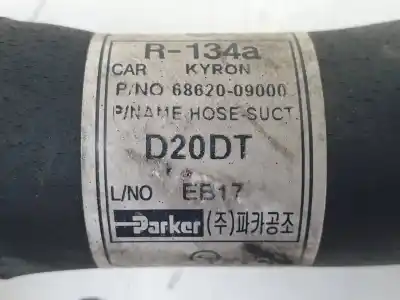 R-134a
CAR KYRON
P/NO 68620-09000
P/NAME HOSE-SUCT.
D20DT
L/NO EB17
Parker (주)파카공조